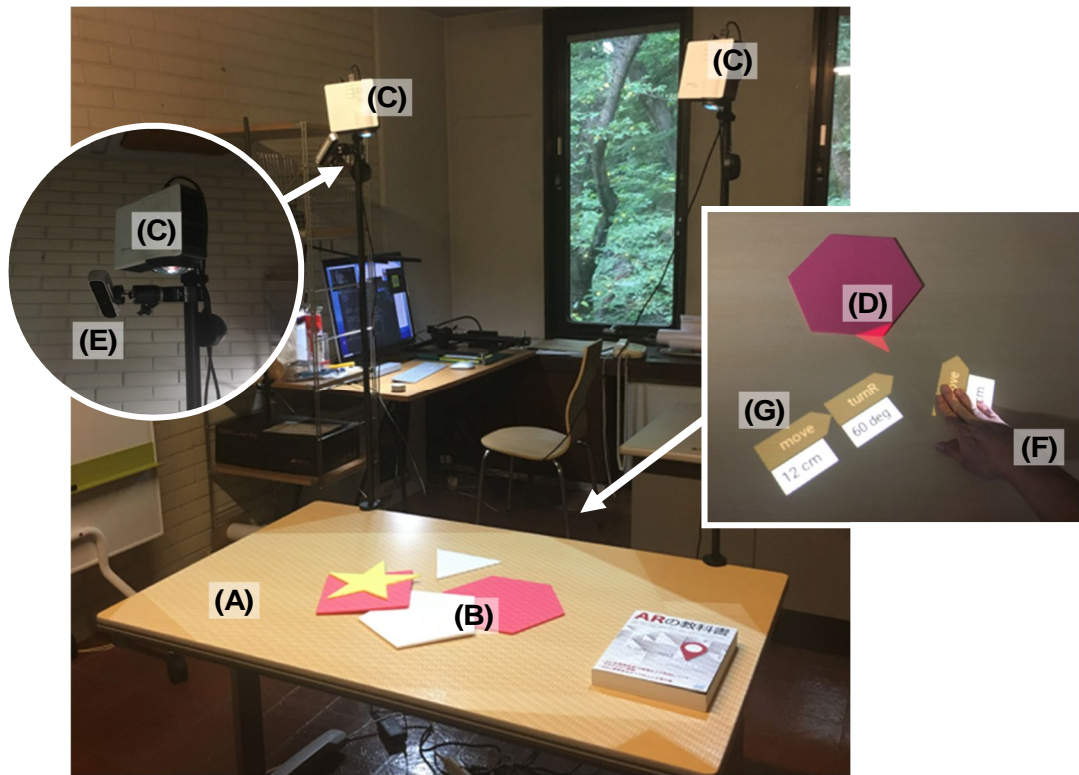 (C)
(C)
(C)
(E)
(D)
(G)
move
12 cm
turnR
60 deg
(F)
(A)
(B)
ARの教科書